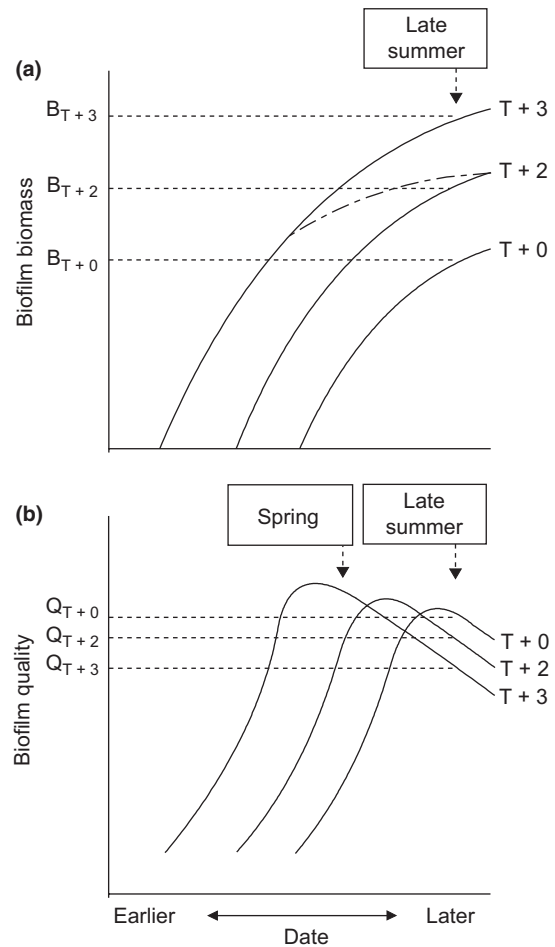 Late
summer
(a)
B_{T + 3}
T + 3
B_{T + 2}
T + 2
B_{T + 0}
T + 0
Biofilm biomass
(b)
Spring
Late
summer
Q_{T + 0}
Q_{T + 2}
Q_{T + 3}
T + 0
T + 2
T + 3
Biofilm quality
Earlier
Later
Date